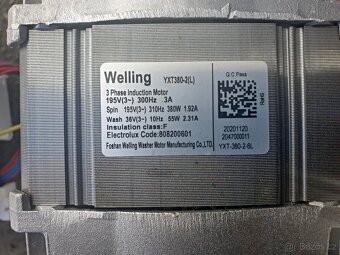 Welling YXT380-2(L)
3 Phase Induction Motor
195V(3~) 300Hz .3A
Spin 195V(3~) 310Hz 380W 1.92A
Wash 36V(3~) 10Hz 55W 2.31A
Insulation class:F
Electrolux Code:808200601
Foshan Welling Washer Motor Manufacturing Co., LTD.
Q.C Pass
RoHS
20201120
2047000011
YXT-380-2-6L